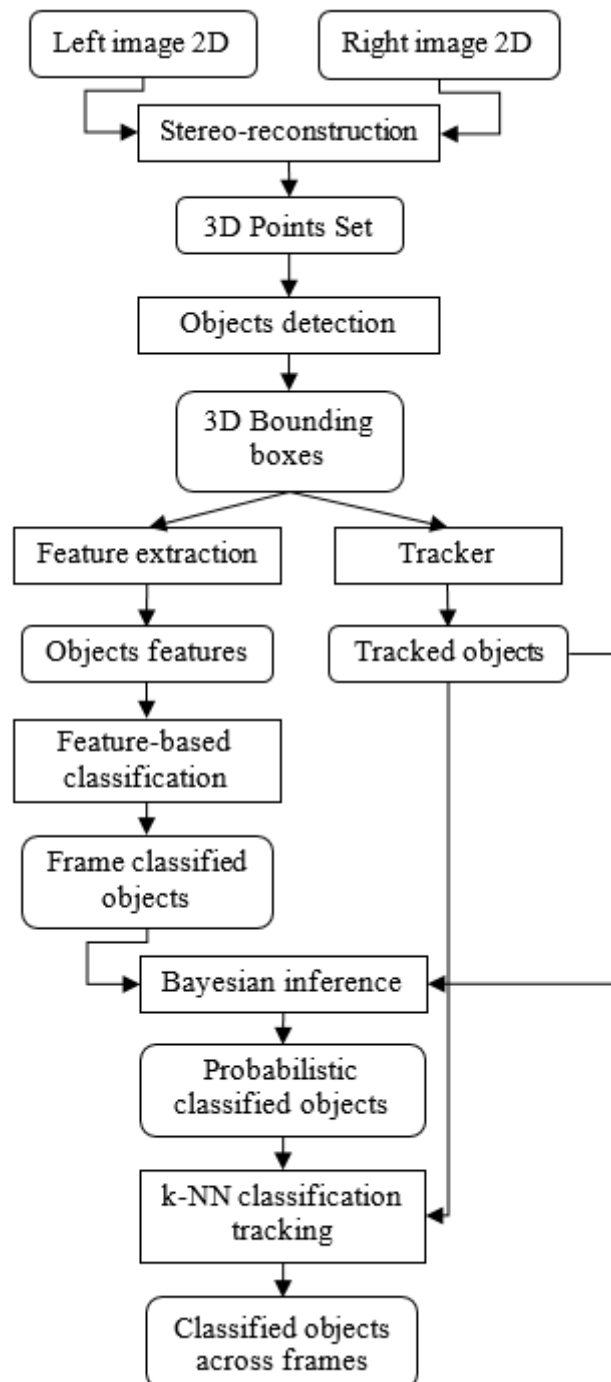 Left image 2D
Right image 2D
Stereo-reconstruction
3D Points Set
Objects detection
3D Bounding
boxes
Feature extraction
Tracker
Objects features
Tracked objects
Feature-based
classification
Frame classified
objects
Bayesian inference
Probabilistic
classified objects
k-NN classification
tracking
Classified objects
across frames